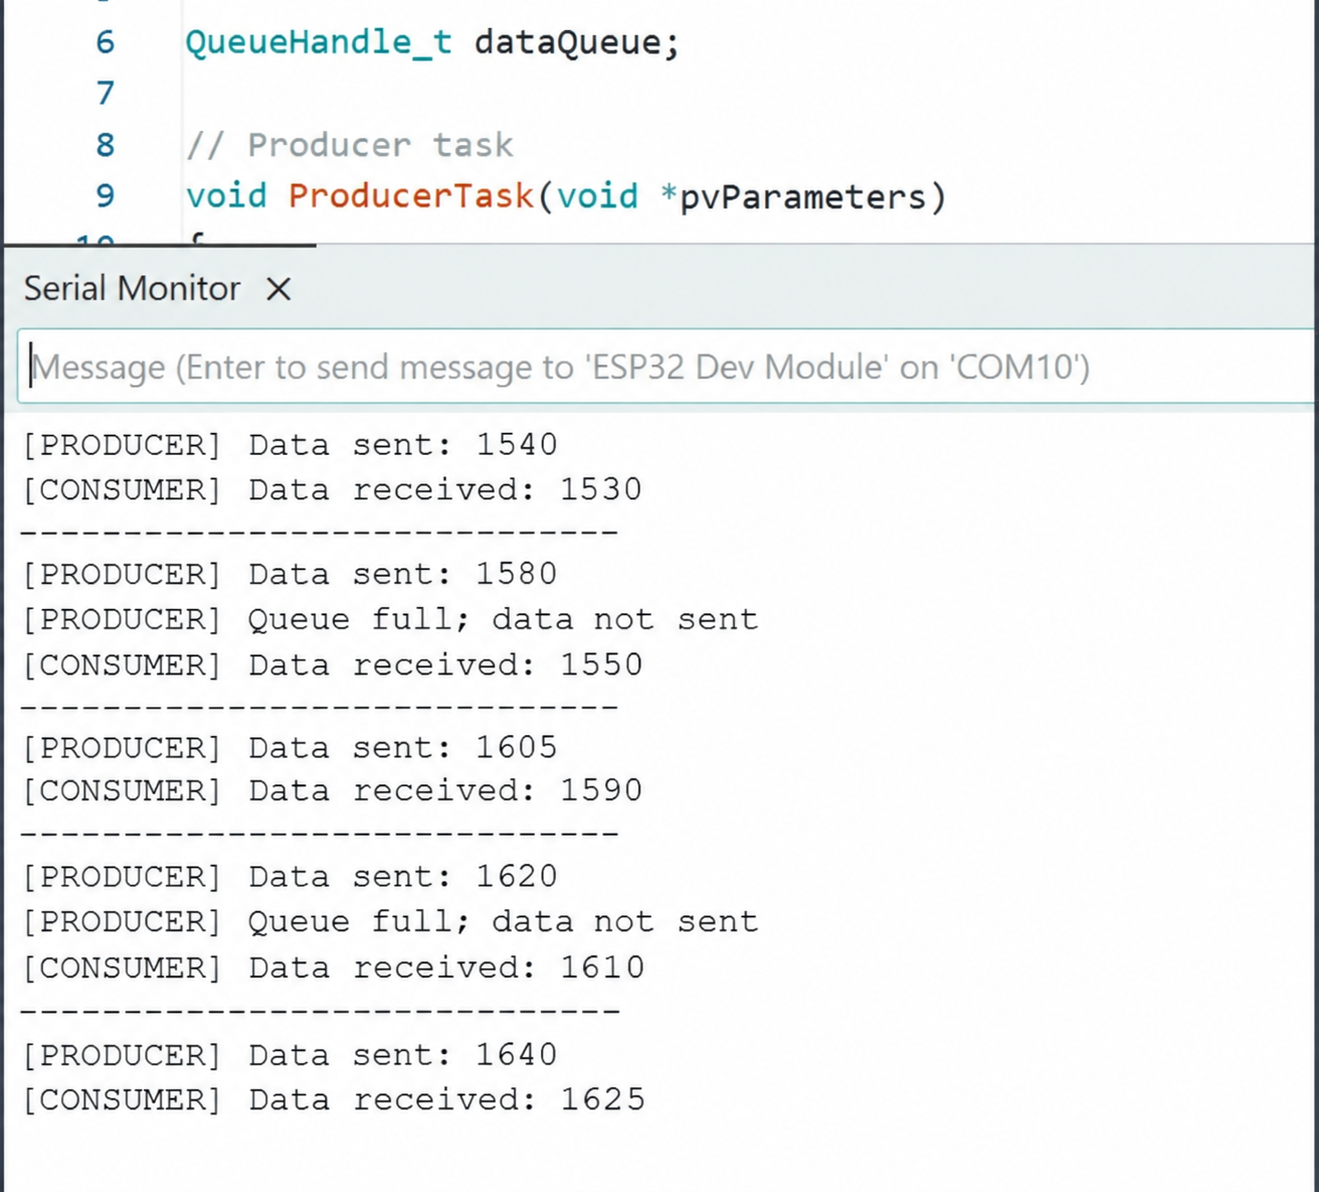 6 QueueHandle_t dataQueue;
7
8 // Producer task
9 void ProducerTask(void *pvParameters)
Serial Monitor ×
Message (Enter to send message to 'ESP32 Dev Module' on 'COM10')
[PRODUCER] Data sent: 1540
[CONSUMER] Data received: 1530
-----------------------------
[PRODUCER] Data sent: 1580
[PRODUCER] Queue full; data not sent
[CONSUMER] Data received: 1550
-----------------------------
[PRODUCER] Data sent: 1605
[CONSUMER] Data received: 1590
-----------------------------
[PRODUCER] Data sent: 1620
[PRODUCER] Queue full; data not sent
[CONSUMER] Data received: 1610
-----------------------------
[PRODUCER] Data sent: 1640
[CONSUMER] Data received: 1625